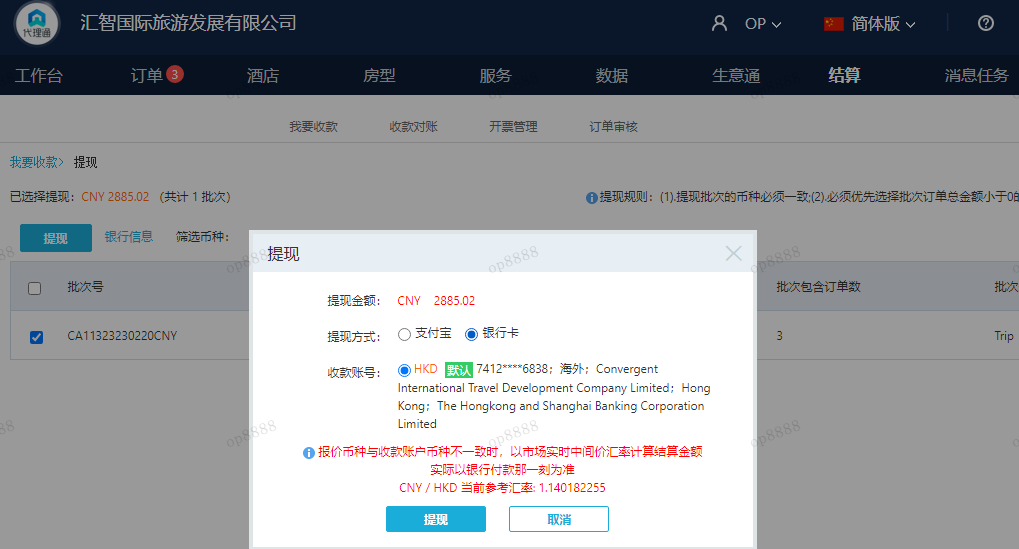 代理通
汇智国际旅游发展有限公司
OP
简体版
工作台
订单 3
酒店
房型
服务
数据
生意通
结算
消息任务
我要收款
收款对账
开票管理
订单审核
我要收款> 提现
已选择提现：CNY 2885.02 (共计 1 批次)
提现规则：(1).提现批次的币种必须一致;(2).必须优先选择批次订单总金额小于0的
提现
银行信息
筛选币种：
批次号
批次包含订单数
批次
CA11323230220CNY
3
Trip
提现
提现金额： CNY 2885.02
提现方式： 支付宝 银行卡
收款账号： HKD 默认 7412****6838；海外；Convergent
International Travel Development Company Limited；Hong
Kong；The Hongkong and Shanghai Banking Corporation
Limited
报价币种与收款账户币种不一致时，以市场实时中间价汇率计算结算金额
实际以银行付款那一刻为准
CNY / HKD 当前参考汇率: 1.140182255
提现
取消
op8888
op8888
op8888
op8888
op8888
op8888